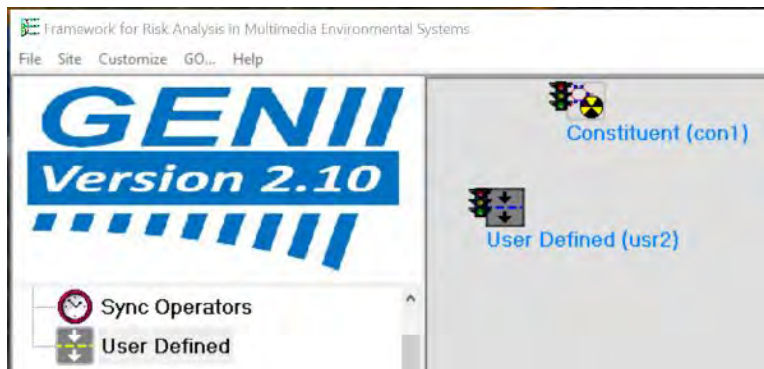 Framework for Risk Analysis in Multimedia Environmental Systems
File Site Customize GO... Help
GENII
Version 2.10
Constituent (con1)
User Defined (usr2)
Sync Operators
User Defined